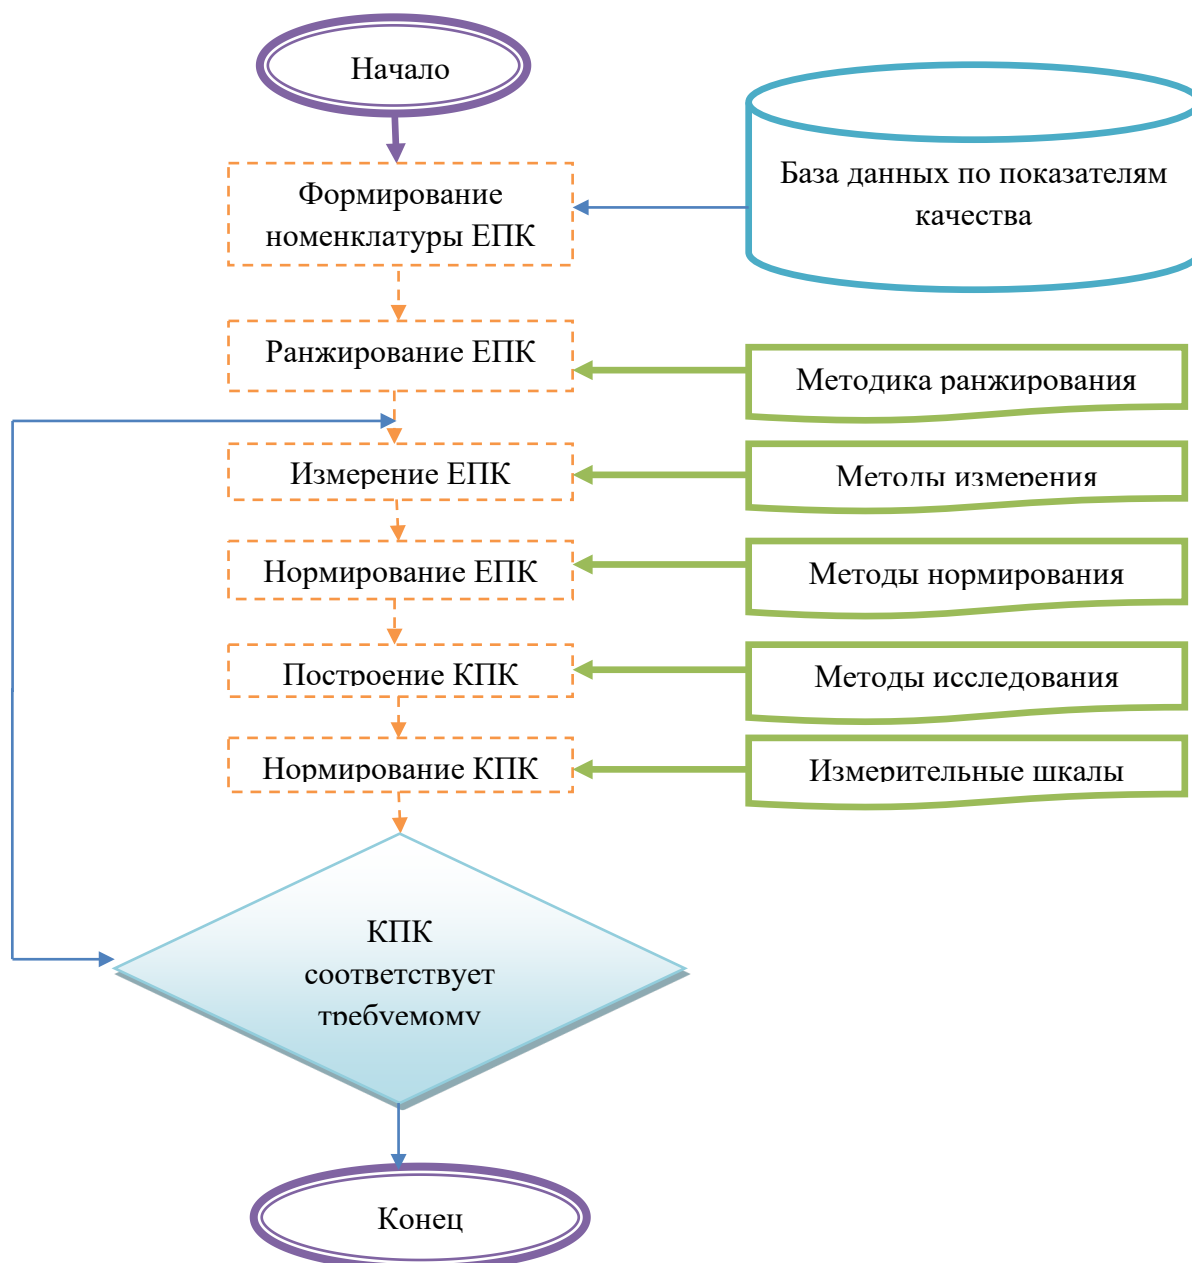 Начало
База данных по показателям
качества
Формирование
номенклатуры ЕПК
Ранжирование ЕПК
Методика ранжирования
Измерение ЕПК
Методы измерения
Нормирование ЕПК
Методы нормирования
Построение КПК
Методы исследования
Нормирование КПК
Измерительные шкалы
КПК
соответствует
требуемому
Конец